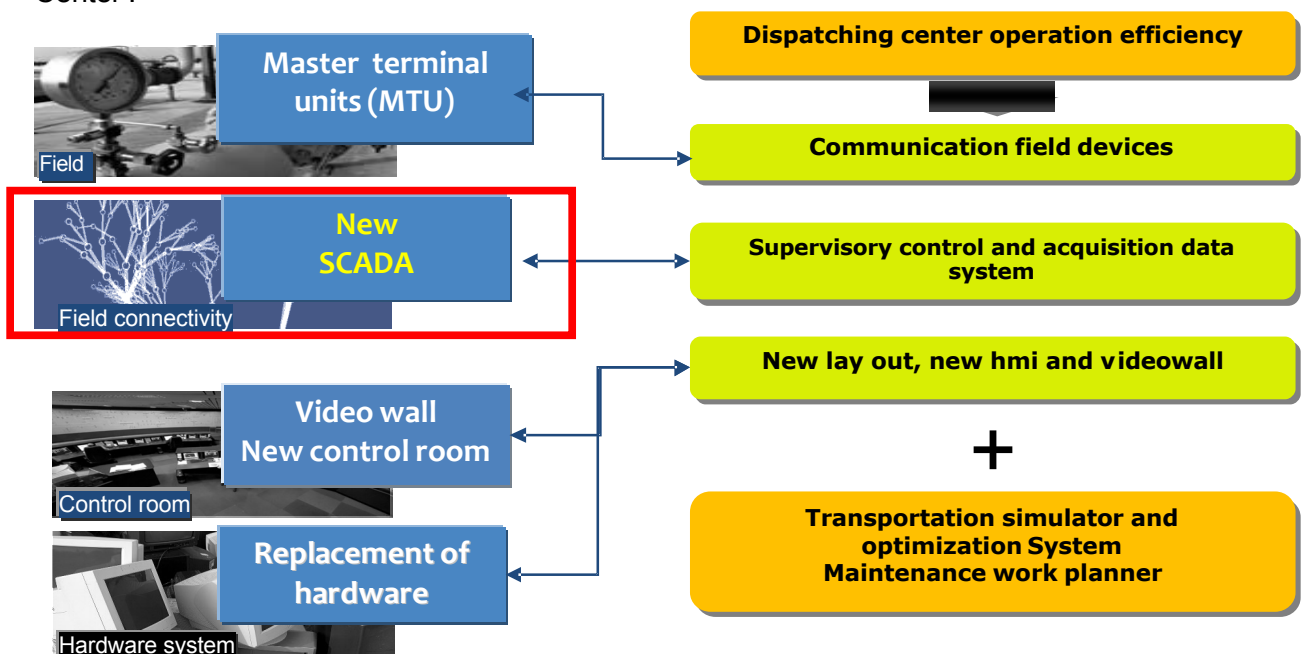 Master terminal
units (MTU)
Field
New
SCADA
Field connectivity
Video wall
New control room
Control room
Replacement of
hardware
Hardware system
Dispatching center operation efficiency
Communication field devices
Supervisory control and acquisition data
system
New lay out, new hmi and videowall
+
Transportation simulator and
optimization System
Maintenance work planner